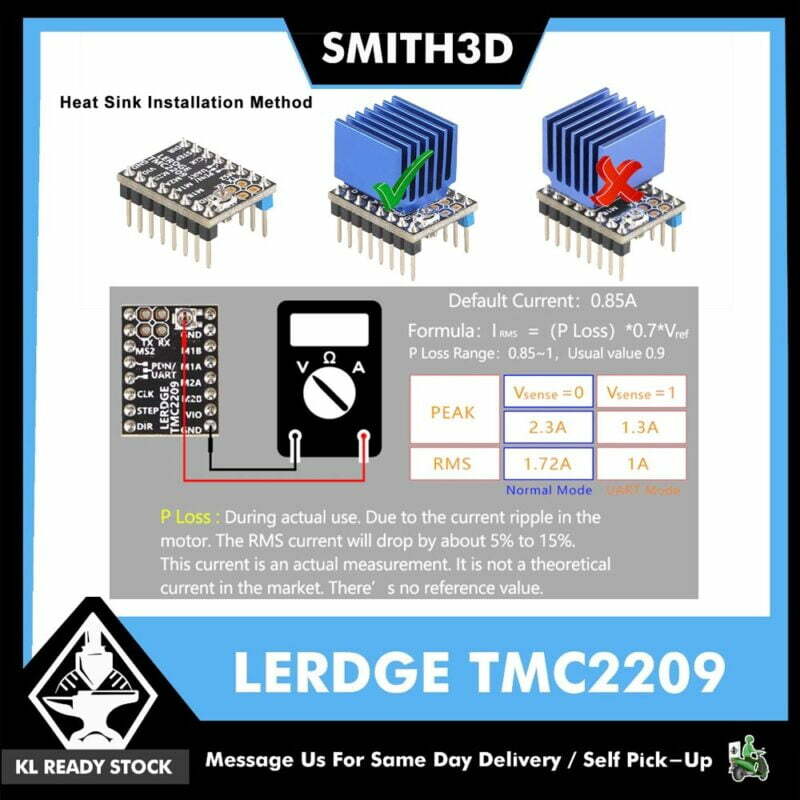 SMITH3D
Heat Sink Installation Method
Default Current: 0.85A
Formula: I RMS = (P Loss) *0.7*Vref
P Loss Range: 0.85~1, Usual value 0.9
PEAK
Vsense =0
Vsense =1
2.3A
1.3A
RMS
1.72A
1A
Normal Mode
UART Mode
TX RX
MS2
PDN/
UART
CLK
STEP
DIR
LERDGE
TMC2209
GND
M1B
M1A
M2A
M2B
VIO
GND
V Ω A
P Loss : During actual use. Due to the current ripple in the
motor. The RMS current will drop by about 5% to 15%.
This current is an actual measurement. It is not a theoretical
current in the market. There's no reference value.
LERDGE TMC2209
KL READY STOCK
Message Us For Same Day Delivery / Self Pick-Up